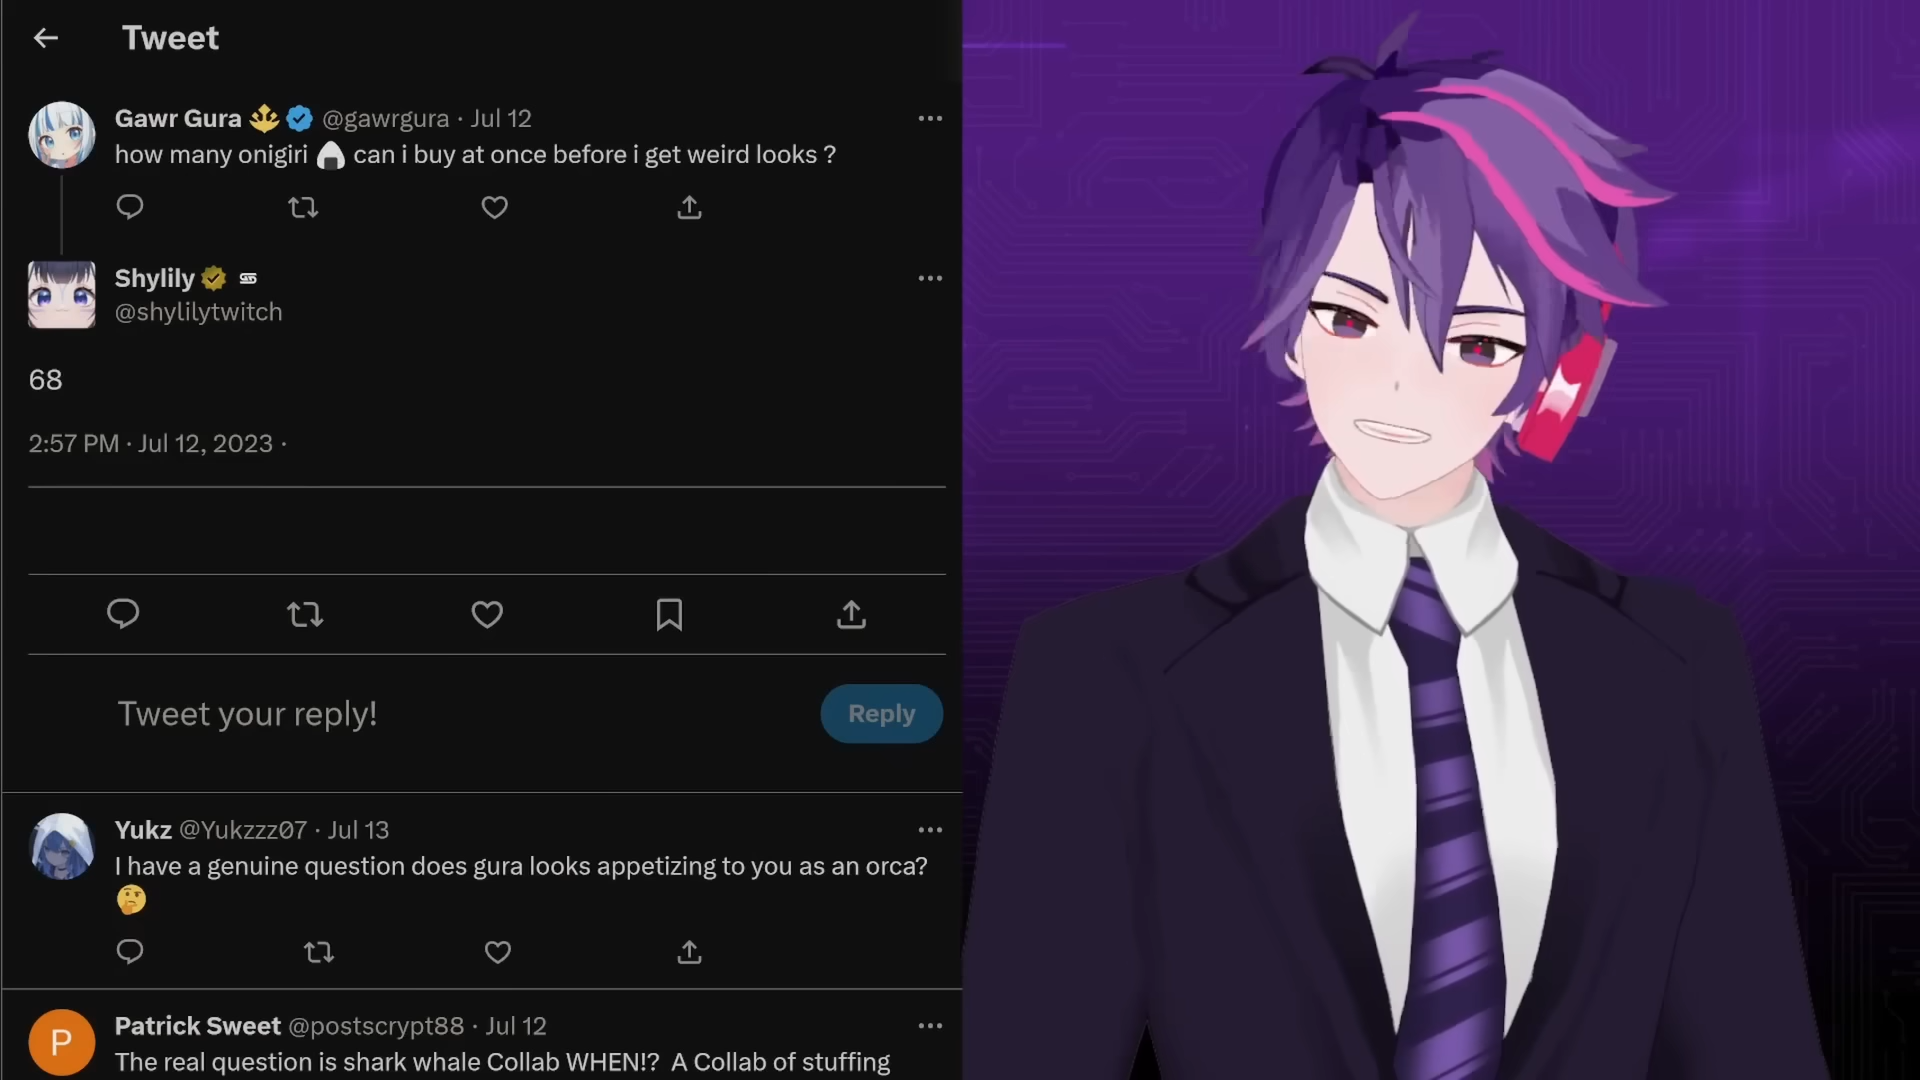 Tweet
Gawr Gura @gawrgura · Jul 12
how many onigiri 🍙 can i buy at once before i get weird looks ?
Shylily
@shylilytwitch
68
2:57 PM · Jul 12, 2023 ·
Tweet your reply!
Reply
Yukz @Yukzzz07 · Jul 13
I have a genuine question does gura looks appetizing to you as an orca?
🤔
P
Patrick Sweet @postscrypt88 · Jul 12
The real question is shark whale Collab WHEN!? A Collab of stuffing